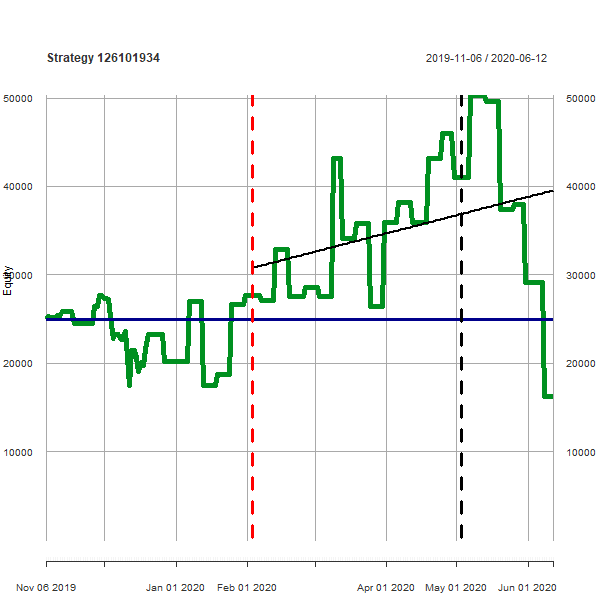 Strategy 126101934
2019-11-06 / 2020-06-12
50000
50000
40000
40000
Equity
30000
30000
20000
20000
10000
10000
Nov 06 2019
Jan 01 2020
Feb 01 2020
Apr 01 2020
May 01 2020
Jun 01 2020